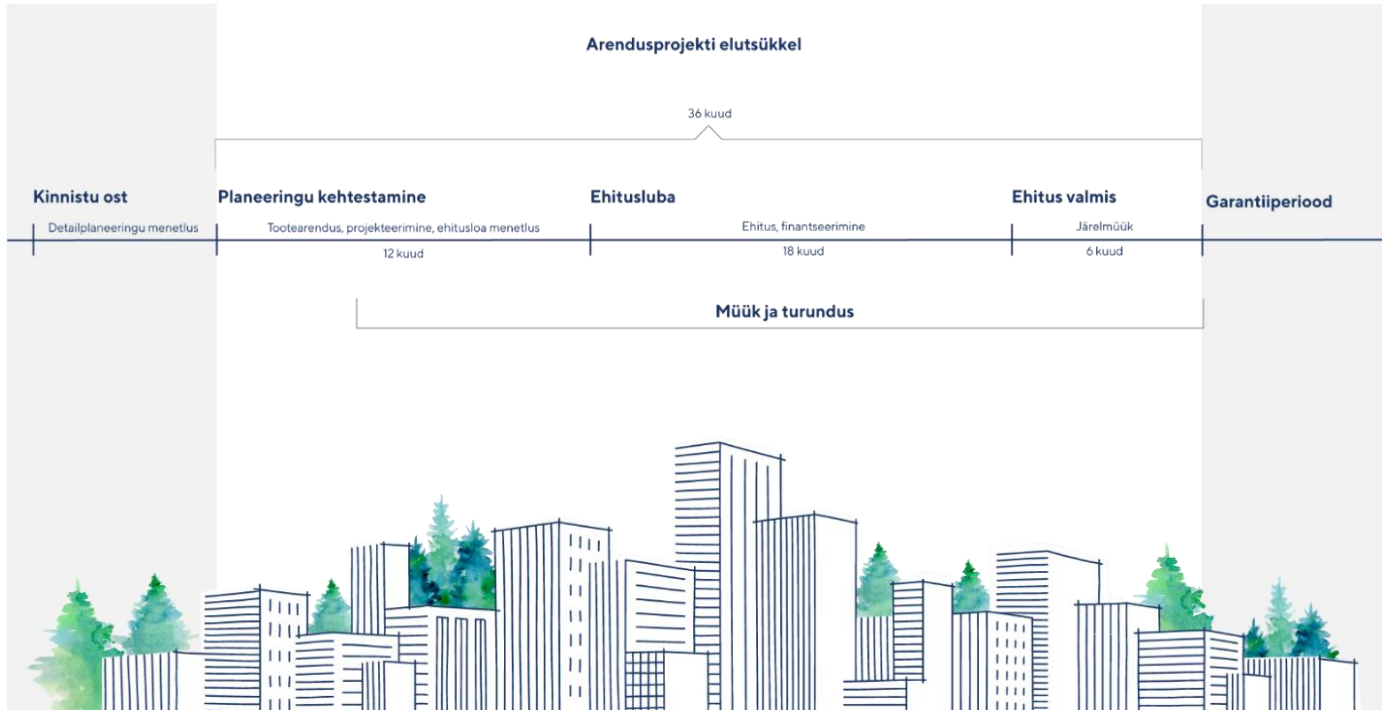 Arendusprojekti elutsükkel
36 kuud
Kinnistu ost
Planeeringu kehtestamine
Ehitusluba
Ehitus valmis
Garantiiperiood
Detailplaneeringu menetlus
Tootearendus, projekteerimine, ehitusloa menetlus
Ehitus, finantseerimine
Järelmüük
12 kuud
18 kuud
6 kuud
Müük ja turundus